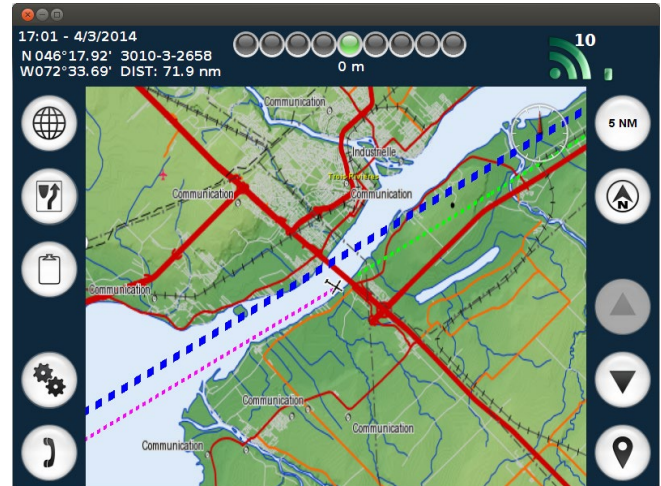 17:01 - 4/3/2014
N 046°17.92' 3010-3-2658
W072°33.69' DIST: 71.9 nm
0 m
10
5 NM
N
Communication
Industrielle
Trois-Rivières
Communication
Communication
Communication
Communication
Communication
Communication